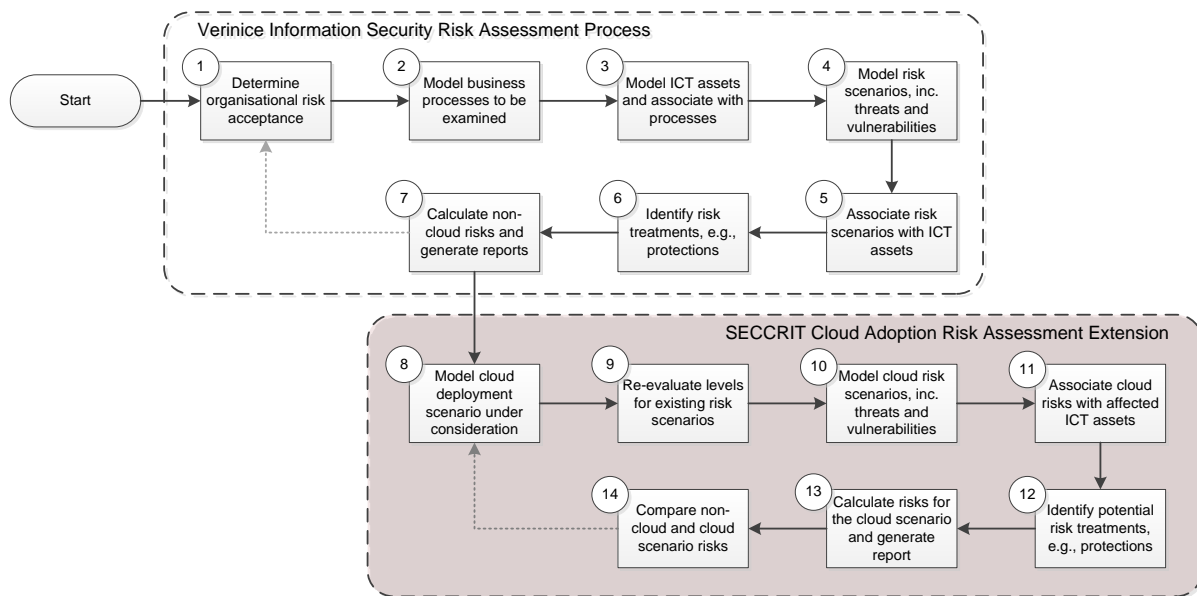 Verinice Information Security Risk Assessment Process
Start
1
Determine
organisational risk
acceptance
2
Model business
processes to be
examined
3
Model ICT assets
and associate with
processes
4
Model risk
scenarios, inc.
threats and
vulnerabilities
5
Associate risk
scenarios with ICT
assets
6
Identify risk
treatments, e.g.,
protections
7
Calculate non-
cloud risks and
generate reports
SECCRIT Cloud Adoption Risk Assessment Extension
8
Model cloud
deployment
scenario under
consideration
9
Re-evaluate levels
for existing risk
scenarios
10
Model cloud risk
scenarios, inc.
threats and
vulnerabilities
11
Associate cloud
risks with affected
ICT assets
12
Identify potential
risk treatments,
e.g., protections
13
Calculate risks for
the cloud scenario
and generate
report
14
Compare non-
cloud and cloud
scenario risks